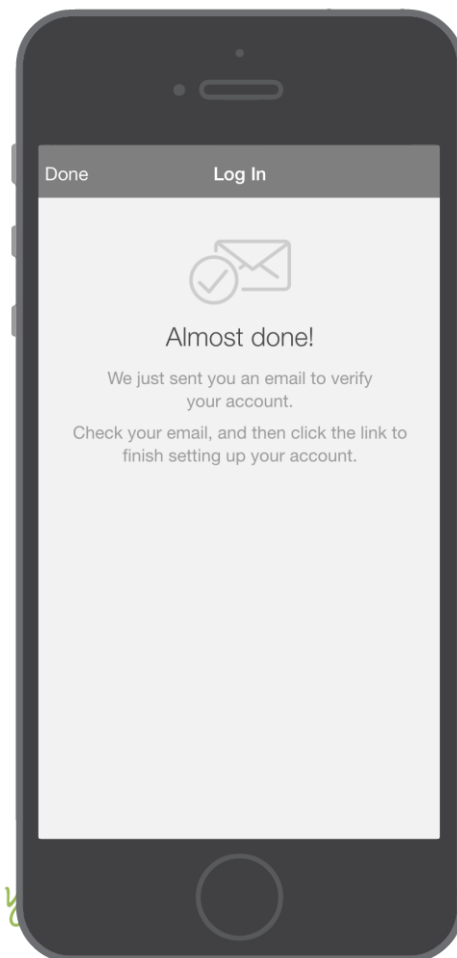 Done
Log In
Almost done!
We just sent you an email to verify
your account.
Check your email, and then click the link to
finish setting up your account.